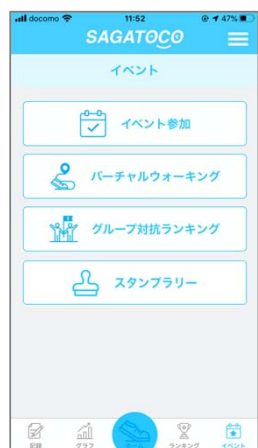 docomo 11:52 47%
SAGATOCO
イベント
イベント参加
バーチャルウォーキング
グループ対抗ランキング
スタンプラリー
記録 グラフ ホーム ランキング イベント